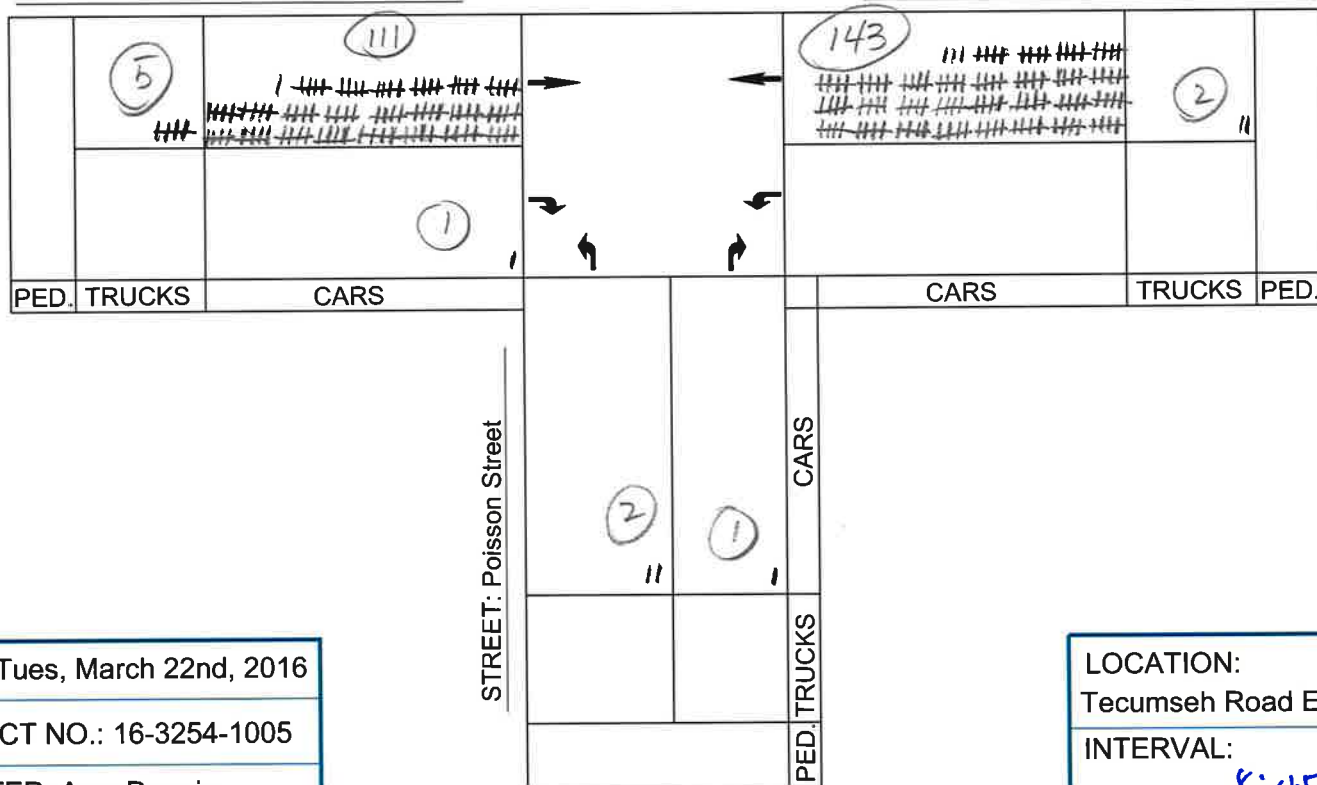 111
143
5
2
1
PED. TRUCKS CARS
CARS TRUCKS PED.
STREET: Poisson Street
CARS
2
1
TRUCKS
PED.
Tues, March 22nd, 2016
CT NO.: 16-3254-1005
LOCATION:
Tecumseh Road E
INTERVAL: